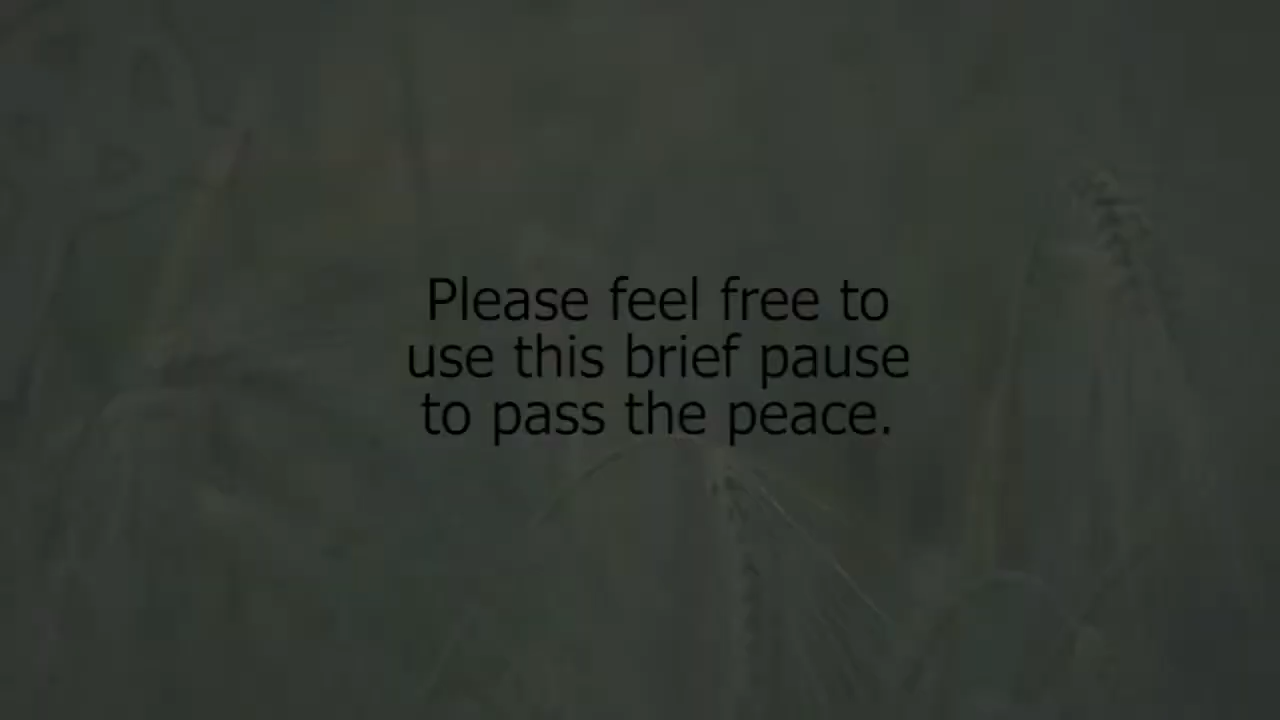 Please feel free to
use this brief pause
to pass the peace.